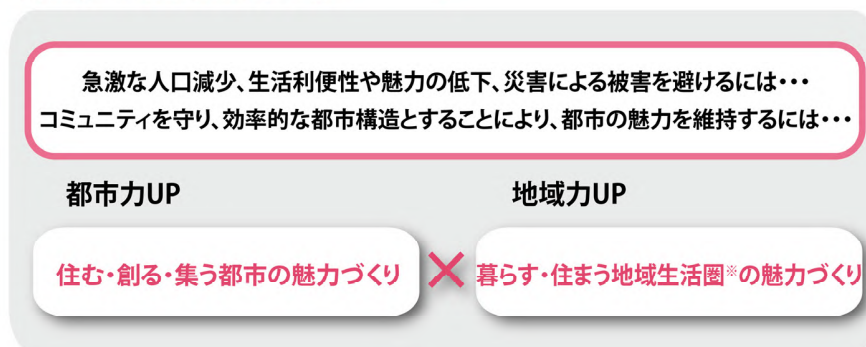 急激な人口減少、生活利便性や魅力の低下、災害による被害を避けるには・・・
コミュニティを守り、効率的な都市構造とすることにより、都市の魅力を維持するには・・・
都市力UP
地域力UP
住む・創る・集う都市の魅力づくり
×
暮らす・住まう地域生活圏※の魅力づくり